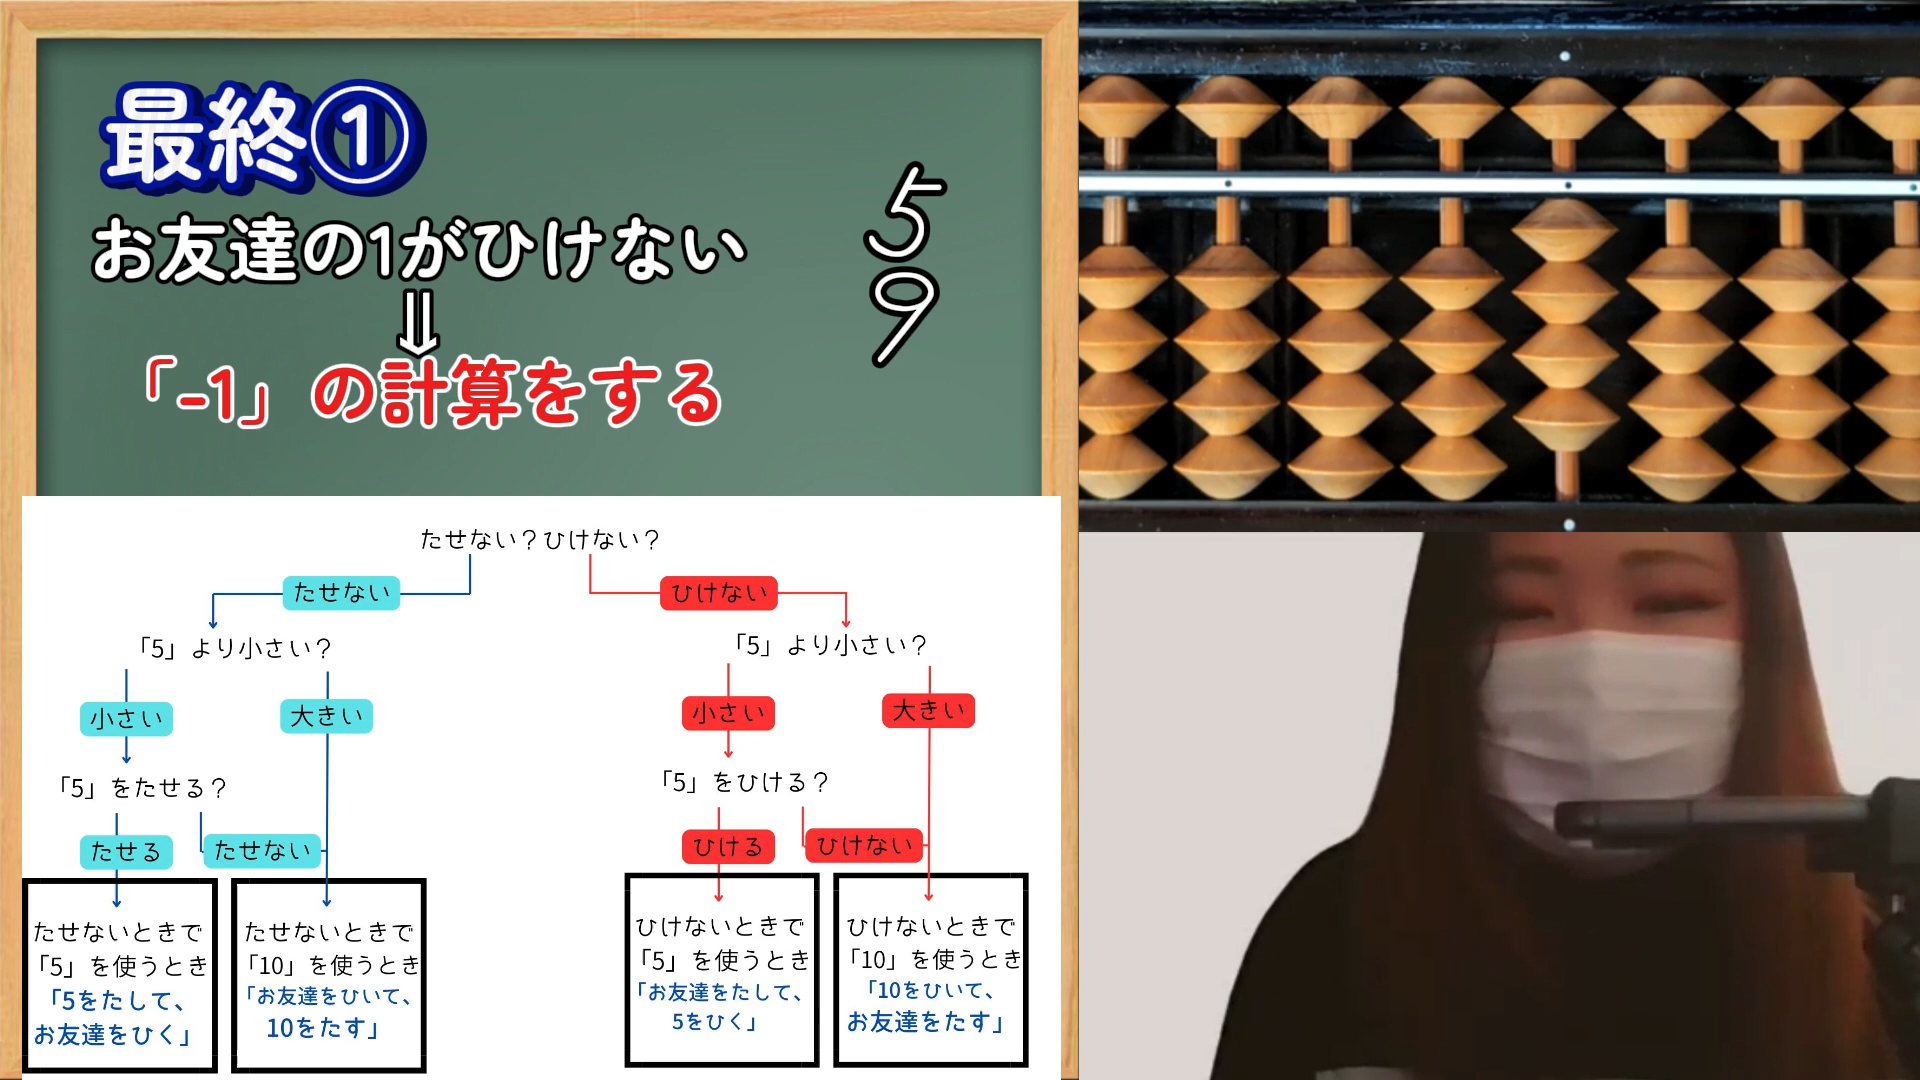 最終①
お友達の1がひけない
⇓
「-1」の計算をする
5
9
たせない？ひけない？
たせない
ひけない
「5」より小さい？
「5」より小さい？
小さい
大きい
小さい
大きい
「5」をたせる？
「5」をひける？
たせる
たせない
ひける
ひけない
たせないときで
「5」を使うとき
「5をたして、
お友達をひく」
たせないときで
「10」を使うとき
「お友達をひいて、
10をたす」
ひけないときで
「5」を使うとき
「お友達をたして、
5をひく」
ひけないときで
「10」を使うとき
「10をひいて、
お友達をたす」